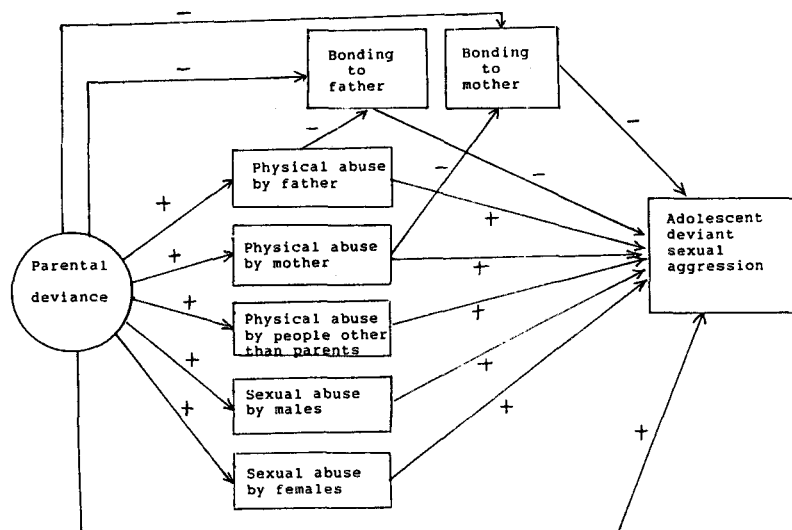 Bonding
to
father
Bonding
to
mother
Physical abuse
by father
Adolescent
deviant
sexual
aggression
Parental
deviance
Physical abuse
by mother
Physical abuse
by people other
than parents
Sexual abuse
by males
Sexual abuse
by females
−
−
−
−
−
−
+
+
+
+
+
+
+
+
+
+
+